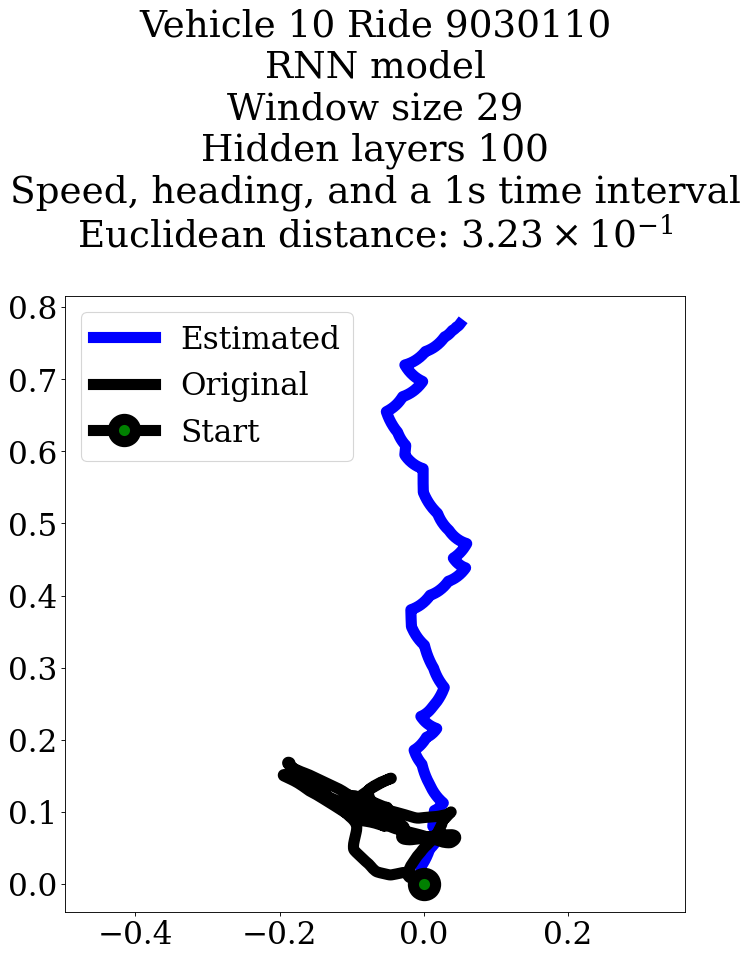 Vehicle 10 Ride 9030110
RNN model
Window size 29
Hidden layers 100
Speed, heading, and a 1s time interval
Euclidean distance: 3.23 × 10⁻¹
0.8
Estimated
0.7
Original
Start
0.6
0.5
0.4
0.3
0.2
0.1
0.0
−0.4 −0.2 0.0 0.2